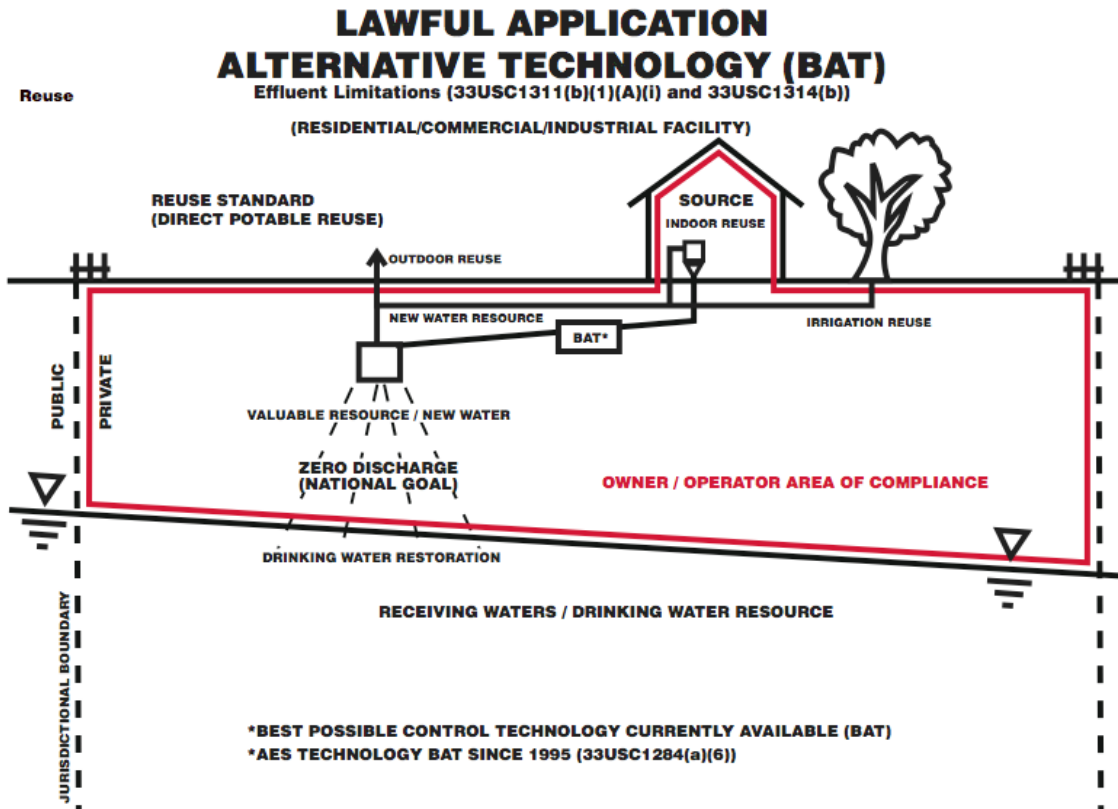 LAWFUL APPLICATION
ALTERNATIVE TECHNOLOGY (BAT)
Reuse
Effluent Limitations (33USC1311(b)(1)(A)(i) and 33USC1314(b))
(RESIDENTIAL/COMMERCIAL/INDUSTRIAL FACILITY)
REUSE STANDARD
(DIRECT POTABLE REUSE)
SOURCE
INDOOR REUSE
OUTDOOR REUSE
NEW WATER RESOURCE
BAT*
IRRIGATION REUSE
PUBLIC
PRIVATE
VALUABLE RESOURCE / NEW WATER
ZERO DISCHARGE
(NATIONAL GOAL)
OWNER / OPERATOR AREA OF COMPLIANCE
DRINKING WATER RESTORATION
RECEIVING WATERS / DRINKING WATER RESOURCE
JURISDICTIONAL BOUNDARY
*BEST POSSIBLE CONTROL TECHNOLOGY CURRENTLY AVAILABLE (BAT)
*AES TECHNOLOGY BAT SINCE 1995 (33USC1284(a)(6))